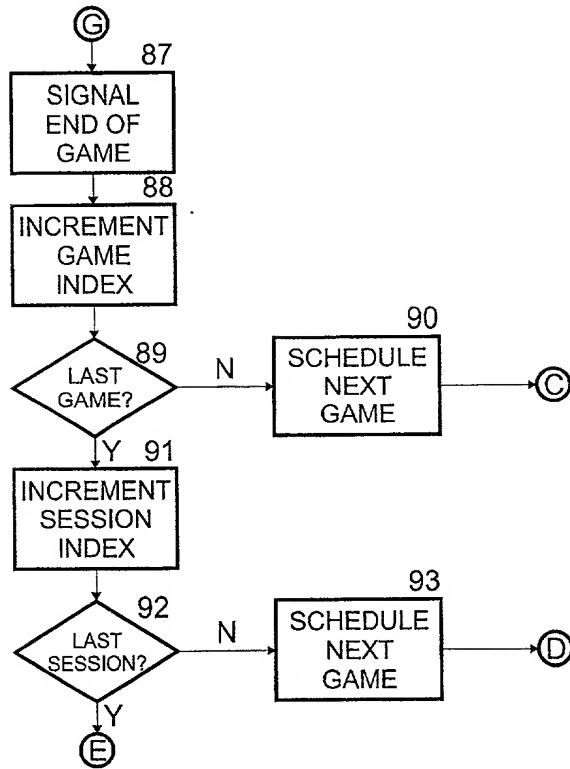 G
87
SIGNAL
END OF
GAME
88
INCREMENT
GAME
INDEX
89
LAST
GAME?
N
90
SCHEDULE
NEXT
GAME
C
Y
91
INCREMENT
SESSION
INDEX
92
LAST
SESSION?
N
93
SCHEDULE
NEXT
GAME
D
Y
E